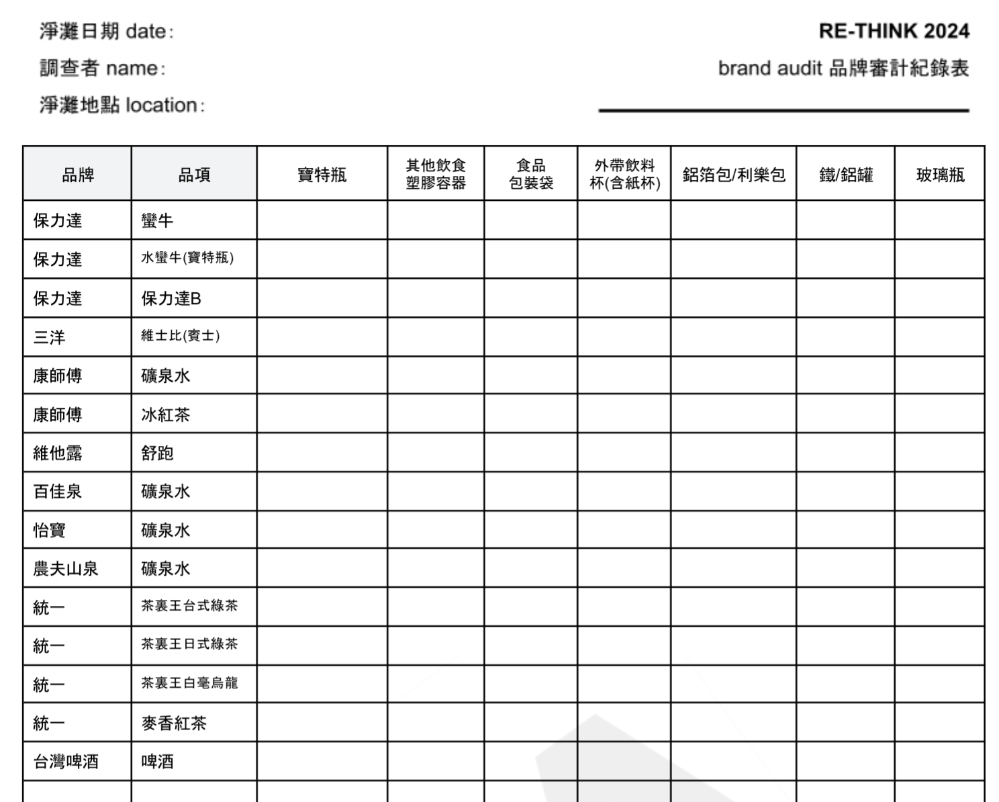 淨灘日期 date:
RE-THINK 2024
調查者 name:
brand audit 品牌審計紀錄表
淨灘地點 location:
品牌 品項 寶特瓶 其他飲食塑膠容器 食品包裝袋 外帶飲料杯(含紙杯) 鋁箔包/利樂包 鐵/鋁罐 玻璃瓶
保力達 蠻牛
保力達 水蠻牛(寶特瓶)
保力達 保力達B
三洋 維士比(賓士)
康師傅 礦泉水
康師傅 冰紅茶
維他露 舒跑
百佳泉 礦泉水
怡寶 礦泉水
農夫山泉 礦泉水
統一 茶裏王台式綠茶
統一 茶裏王日式綠茶
統一 茶裏王白毫烏龍
統一 麥香紅茶
台灣啤酒 啤酒